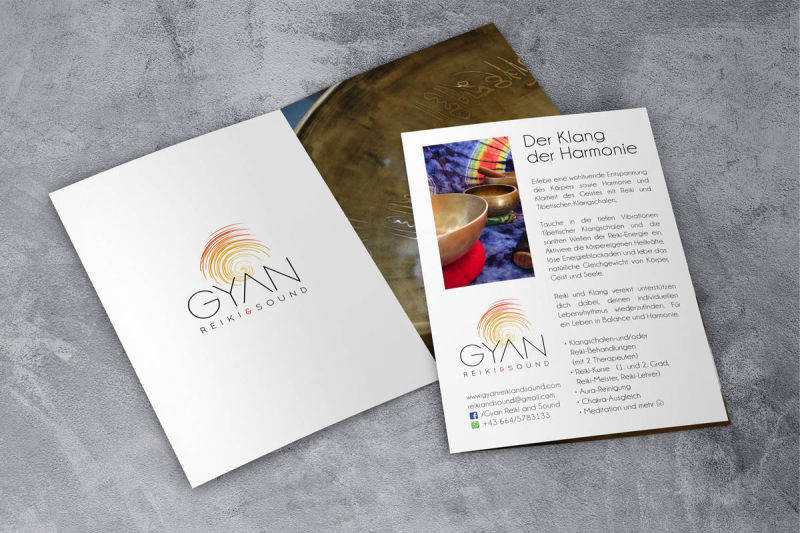 GYAN
REIKI&SOUND
Der Klang
der Harmonie
Erlebe eine wohltuende Entspannung
des Körpers sowie Harmonie und
Klarheit des Geistes mit Reiki und
Tibetischen Klangschalen.
Tauche in die tiefen Vibrationen
Tibetischer Klangschalen und die
sanften Wellen der Reiki-Energie ein.
Aktiviere die körpereigenen Heilkräfte,
löse Energieblockaden und lebe das
natürliche Gleichgewicht von Körper,
Geist und Seele.
Reiki und Klang vereint unterstützen
dich dabei, deinen individuellen
Lebensrhythmus wiederzufinden. Für
ein Leben in Balance und Harmonie.
• Klangschalen-und/oder
Reiki-Behandlungen
(mit 2 Therapeuten)
• Reiki-Kurse (1. und 2. Grad,
Reiki-Meister, Reiki-Lehrer)
• Aura-Reinigung
• Chakra-Ausgleich
• Meditation und mehr ☺
GYAN
REIKI&SOUND
www.gyanreikiandsound.com
reikiandsound@gmail.com
/Gyan Reiki and Sound
+43 664/5783133